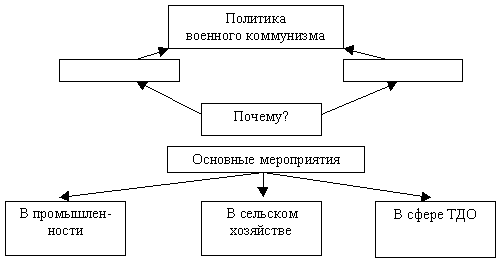 Политика
военного коммунизма
Почему?
Основные мероприятия
В промышлен-
ности
В сельском
хозяйстве
В сфере ТДО